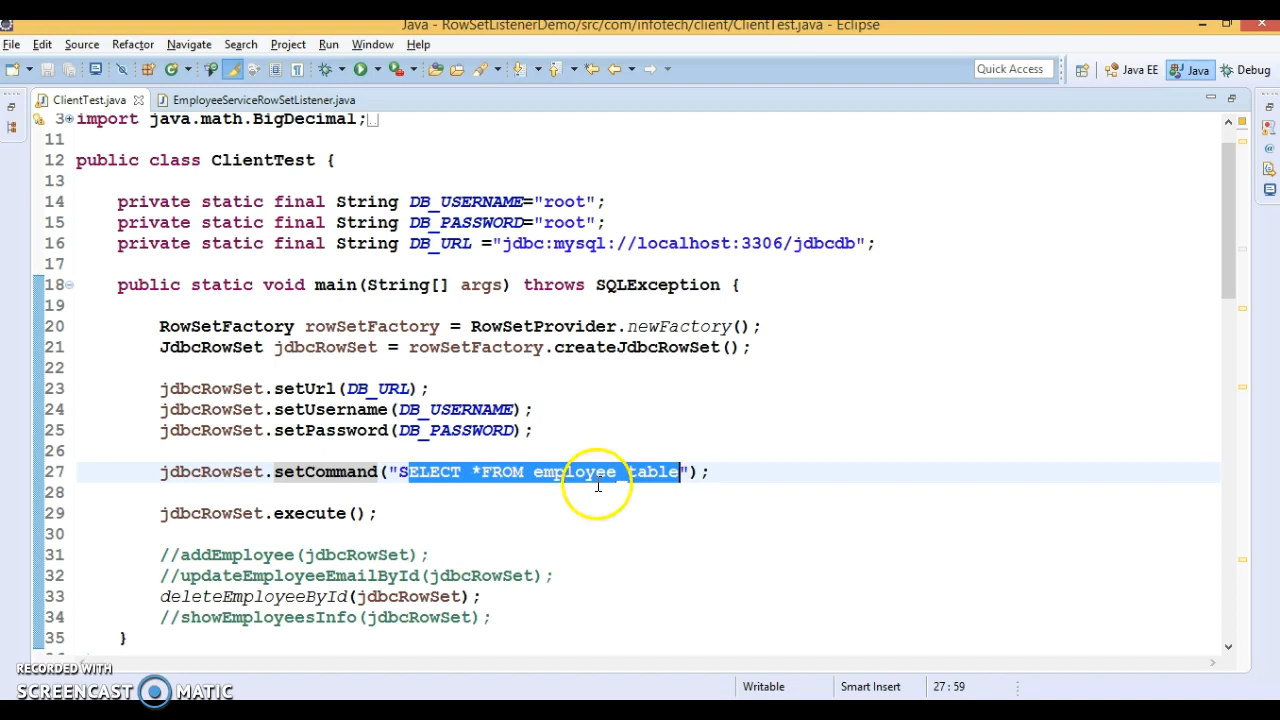 Java - RowSetListenerDemo/src/com/infotech/client/ClientTest.java - Eclipse
File Edit Source Refactor Navigate Search Project Run Window Help
Quick Access Java EE Java Debug
ClientTest.java EmployeeServiceRowSetListener.java
3 import java.math.BigDecimal;
11
12 public class ClientTest {
13
14 private static final String DB_USERNAME="root";
15 private static final String DB_PASSWORD="root";
16 private static final String DB_URL ="jdbc:mysql://localhost:3306/jdbcdb";
17
18 public static void main(String[] args) throws SQLException {
19
20 RowSetFactory rowSetFactory = RowSetProvider.newFactory();
21 JdbcRowSet jdbcRowSet = rowSetFactory.createJdbcRowSet();
22
23 jdbcRowSet.setUrl(DB_URL);
24 jdbcRowSet.setUsername(DB_USERNAME);
25 jdbcRowSet.setPassword(DB_PASSWORD);
26
27 jdbcRowSet.setCommand("SELECT *FROM employee_table");
28
29 jdbcRowSet.execute();
30
31 //addEmployee(jdbcRowSet);
32 //updateEmployeeEmailById(jdbcRowSet);
33 deleteEmployeeById(jdbcRowSet);
34 //showEmployeesInfo(jdbcRowSet);
35 }
RECORDED WITH
SCREENCAST MATIC
Writable Smart Insert 27 : 59